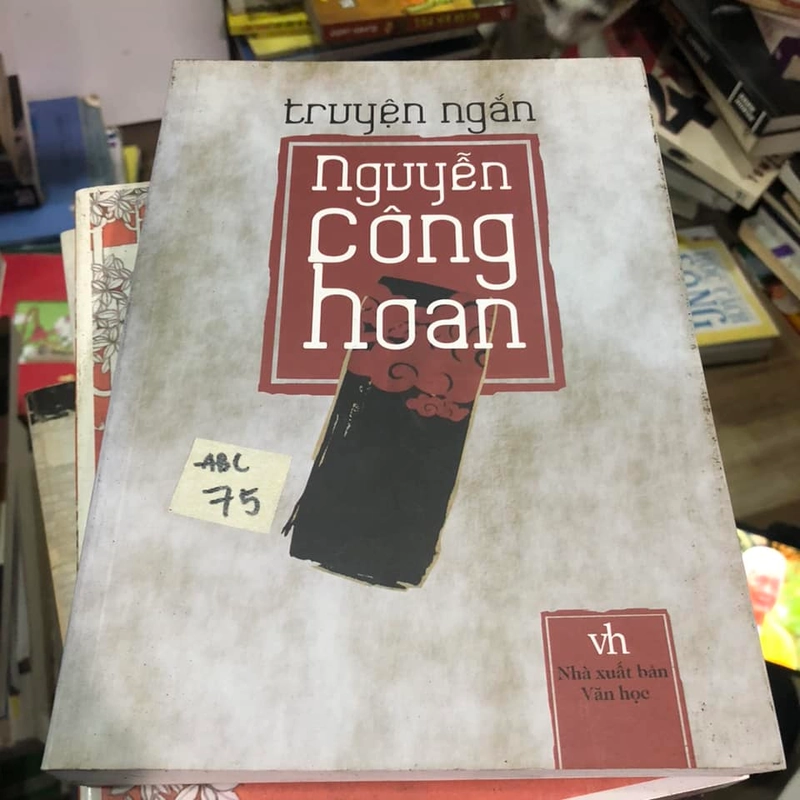 truyện ngắn
nguyễn
công
hoan
ABC
75
vh
Nhà xuất bản
Văn học